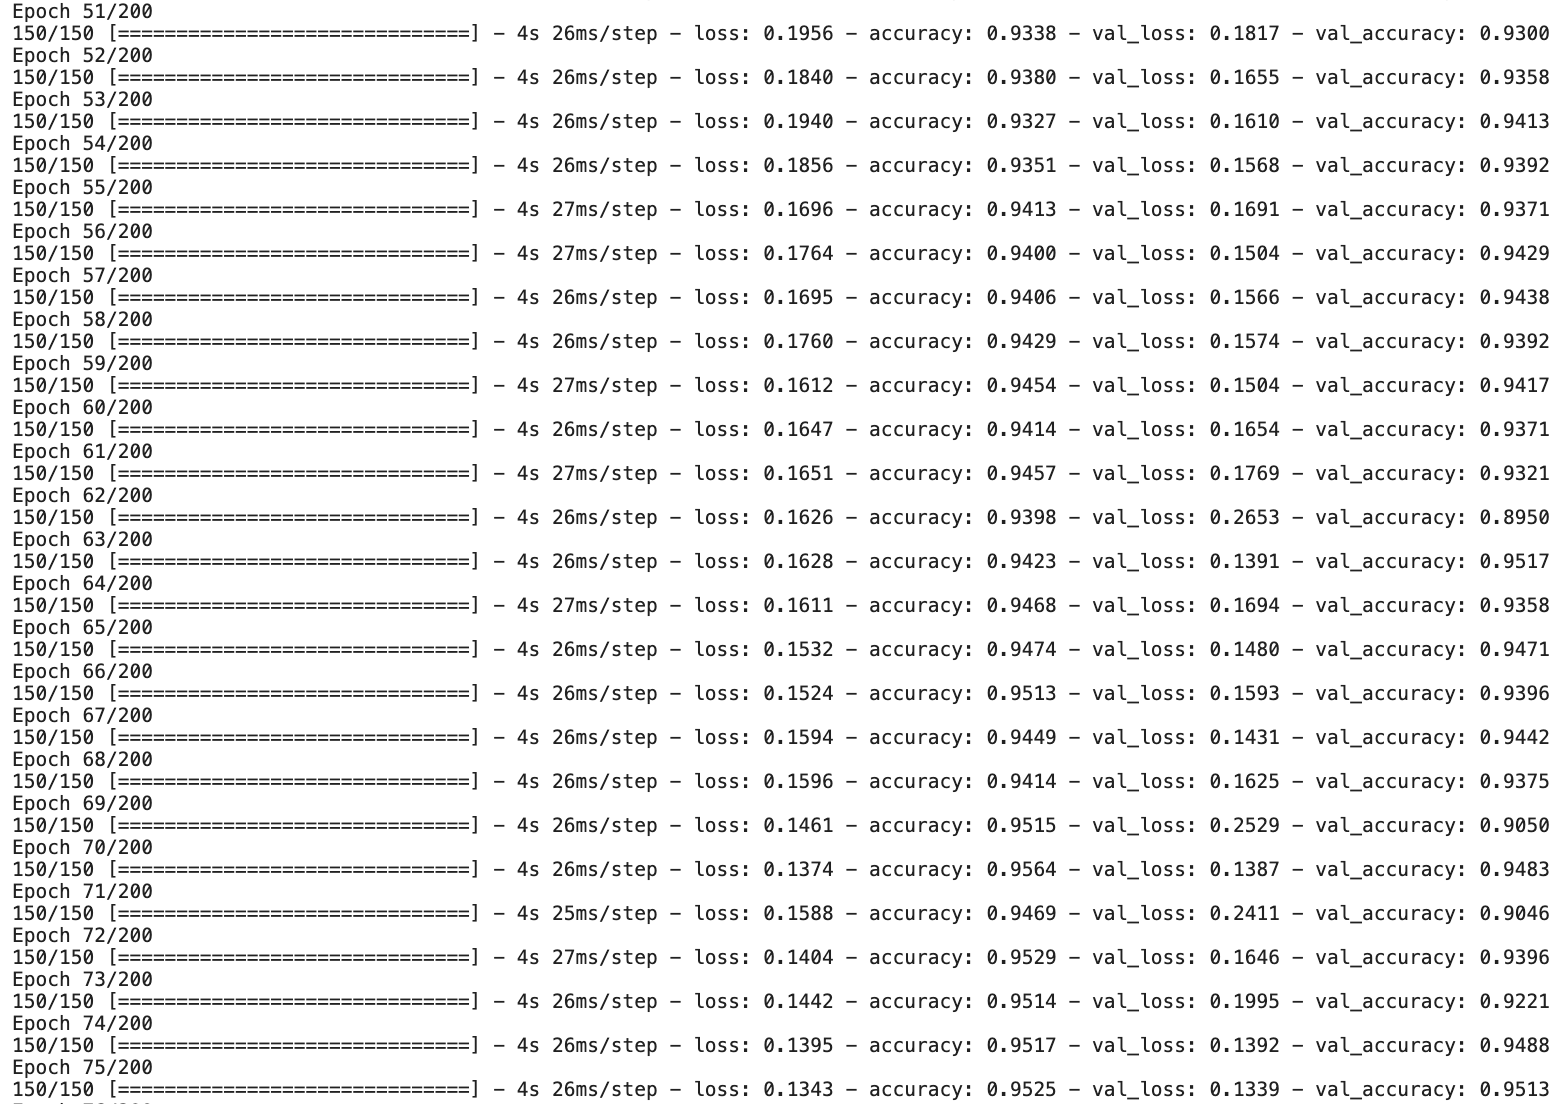 Epoch 51/200
150/150 [==============================] - 4s 26ms/step - loss: 0.1956 - accuracy: 0.9338 - val_loss: 0.1817 - val_accuracy: 0.9300
Epoch 52/200
150/150 [==============================] - 4s 26ms/step - loss: 0.1840 - accuracy: 0.9380 - val_loss: 0.1655 - val_accuracy: 0.9358
Epoch 53/200
150/150 [==============================] - 4s 26ms/step - loss: 0.1940 - accuracy: 0.9327 - val_loss: 0.1610 - val_accuracy: 0.9413
Epoch 54/200
150/150 [==============================] - 4s 26ms/step - loss: 0.1856 - accuracy: 0.9351 - val_loss: 0.1568 - val_accuracy: 0.9392
Epoch 55/200
150/150 [==============================] - 4s 27ms/step - loss: 0.1696 - accuracy: 0.9413 - val_loss: 0.1691 - val_accuracy: 0.9371
Epoch 56/200
150/150 [==============================] - 4s 27ms/step - loss: 0.1764 - accuracy: 0.9400 - val_loss: 0.1504 - val_accuracy: 0.9429
Epoch 57/200
150/150 [==============================] - 4s 26ms/step - loss: 0.1695 - accuracy: 0.9406 - val_loss: 0.1566 - val_accuracy: 0.9438
Epoch 58/200
150/150 [==============================] - 4s 26ms/step - loss: 0.1760 - accuracy: 0.9429 - val_loss: 0.1574 - val_accuracy: 0.9392
Epoch 59/200
150/150 [==============================] - 4s 27ms/step - loss: 0.1612 - accuracy: 0.9454 - val_loss: 0.1504 - val_accuracy: 0.9417
Epoch 60/200
150/150 [==============================] - 4s 26ms/step - loss: 0.1647 - accuracy: 0.9414 - val_loss: 0.1654 - val_accuracy: 0.9371
Epoch 61/200
150/150 [==============================] - 4s 27ms/step - loss: 0.1651 - accuracy: 0.9457 - val_loss: 0.1769 - val_accuracy: 0.9321
Epoch 62/200
150/150 [==============================] - 4s 26ms/step - loss: 0.1626 - accuracy: 0.9398 - val_loss: 0.2653 - val_accuracy: 0.8950
Epoch 63/200
150/150 [==============================] - 4s 26ms/step - loss: 0.1628 - accuracy: 0.9423 - val_loss: 0.1391 - val_accuracy: 0.9517
Epoch 64/200
150/150 [==============================] - 4s 27ms/step - loss: 0.1611 - accuracy: 0.9468 - val_loss: 0.1694 - val_accuracy: 0.9358
Epoch 65/200
150/150 [==============================] - 4s 26ms/step - loss: 0.1532 - accuracy: 0.9474 - val_loss: 0.1480 - val_accuracy: 0.9471
Epoch 66/200
150/150 [==============================] - 4s 26ms/step - loss: 0.1524 - accuracy: 0.9513 - val_loss: 0.1593 - val_accuracy: 0.9396
Epoch 67/200
150/150 [==============================] - 4s 26ms/step - loss: 0.1594 - accuracy: 0.9449 - val_loss: 0.1431 - val_accuracy: 0.9442
Epoch 68/200
150/150 [==============================] - 4s 26ms/step - loss: 0.1596 - accuracy: 0.9414 - val_loss: 0.1625 - val_accuracy: 0.9375
Epoch 69/200
150/150 [==============================] - 4s 26ms/step - loss: 0.1461 - accuracy: 0.9515 - val_loss: 0.2529 - val_accuracy: 0.9050
Epoch 70/200
150/150 [==============================] - 4s 26ms/step - loss: 0.1374 - accuracy: 0.9564 - val_loss: 0.1387 - val_accuracy: 0.9483
Epoch 71/200
150/150 [==============================] - 4s 25ms/step - loss: 0.1588 - accuracy: 0.9469 - val_loss: 0.2411 - val_accuracy: 0.9046
Epoch 72/200
150/150 [==============================] - 4s 27ms/step - loss: 0.1404 - accuracy: 0.9529 - val_loss: 0.1646 - val_accuracy: 0.9396
Epoch 73/200
150/150 [==============================] - 4s 26ms/step - loss: 0.1442 - accuracy: 0.9514 - val_loss: 0.1995 - val_accuracy: 0.9221
Epoch 74/200
150/150 [==============================] - 4s 26ms/step - loss: 0.1395 - accuracy: 0.9517 - val_loss: 0.1392 - val_accuracy: 0.9488
Epoch 75/200
150/150 [==============================] - 4s 26ms/step - loss: 0.1343 - accuracy: 0.9525 - val_loss: 0.1339 - val_accuracy: 0.9513